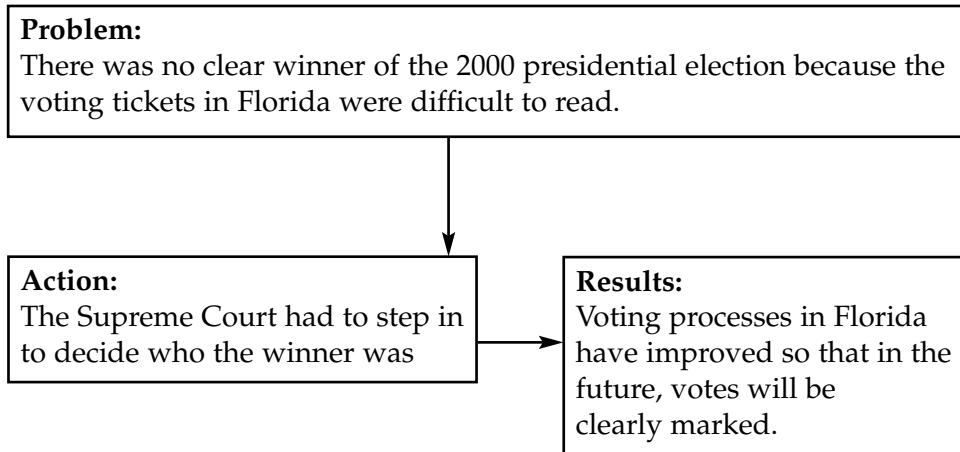 Problem:
There was no clear winner of the 2000 presidential election because the
voting tickets in Florida were difficult to read.
Action:
The Supreme Court had to step in
to decide who the winner was
Results:
Voting processes in Florida
have improved so that in the
future, votes will be
clearly marked.